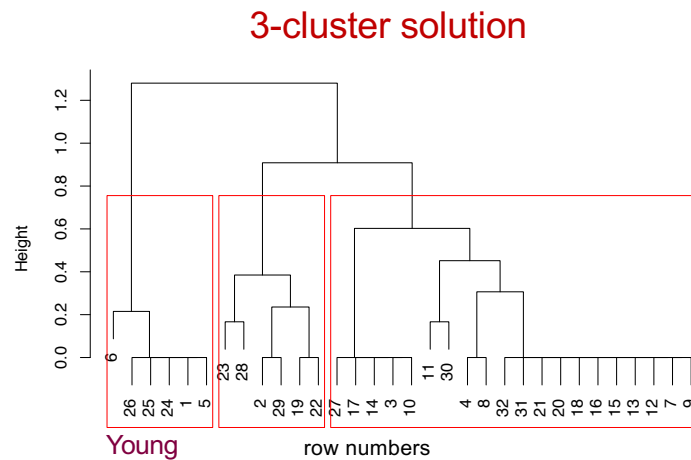 3-cluster solution
Height
0.0 0.2 0.4 0.6 0.8 1.0 1.2
6
26 25 24 1 5
23 28
2 29 19 22
27 17 14 3 10
11 30
4 8 32 31 21 20 18 16 15 13 12 7 9
Young
row numbers